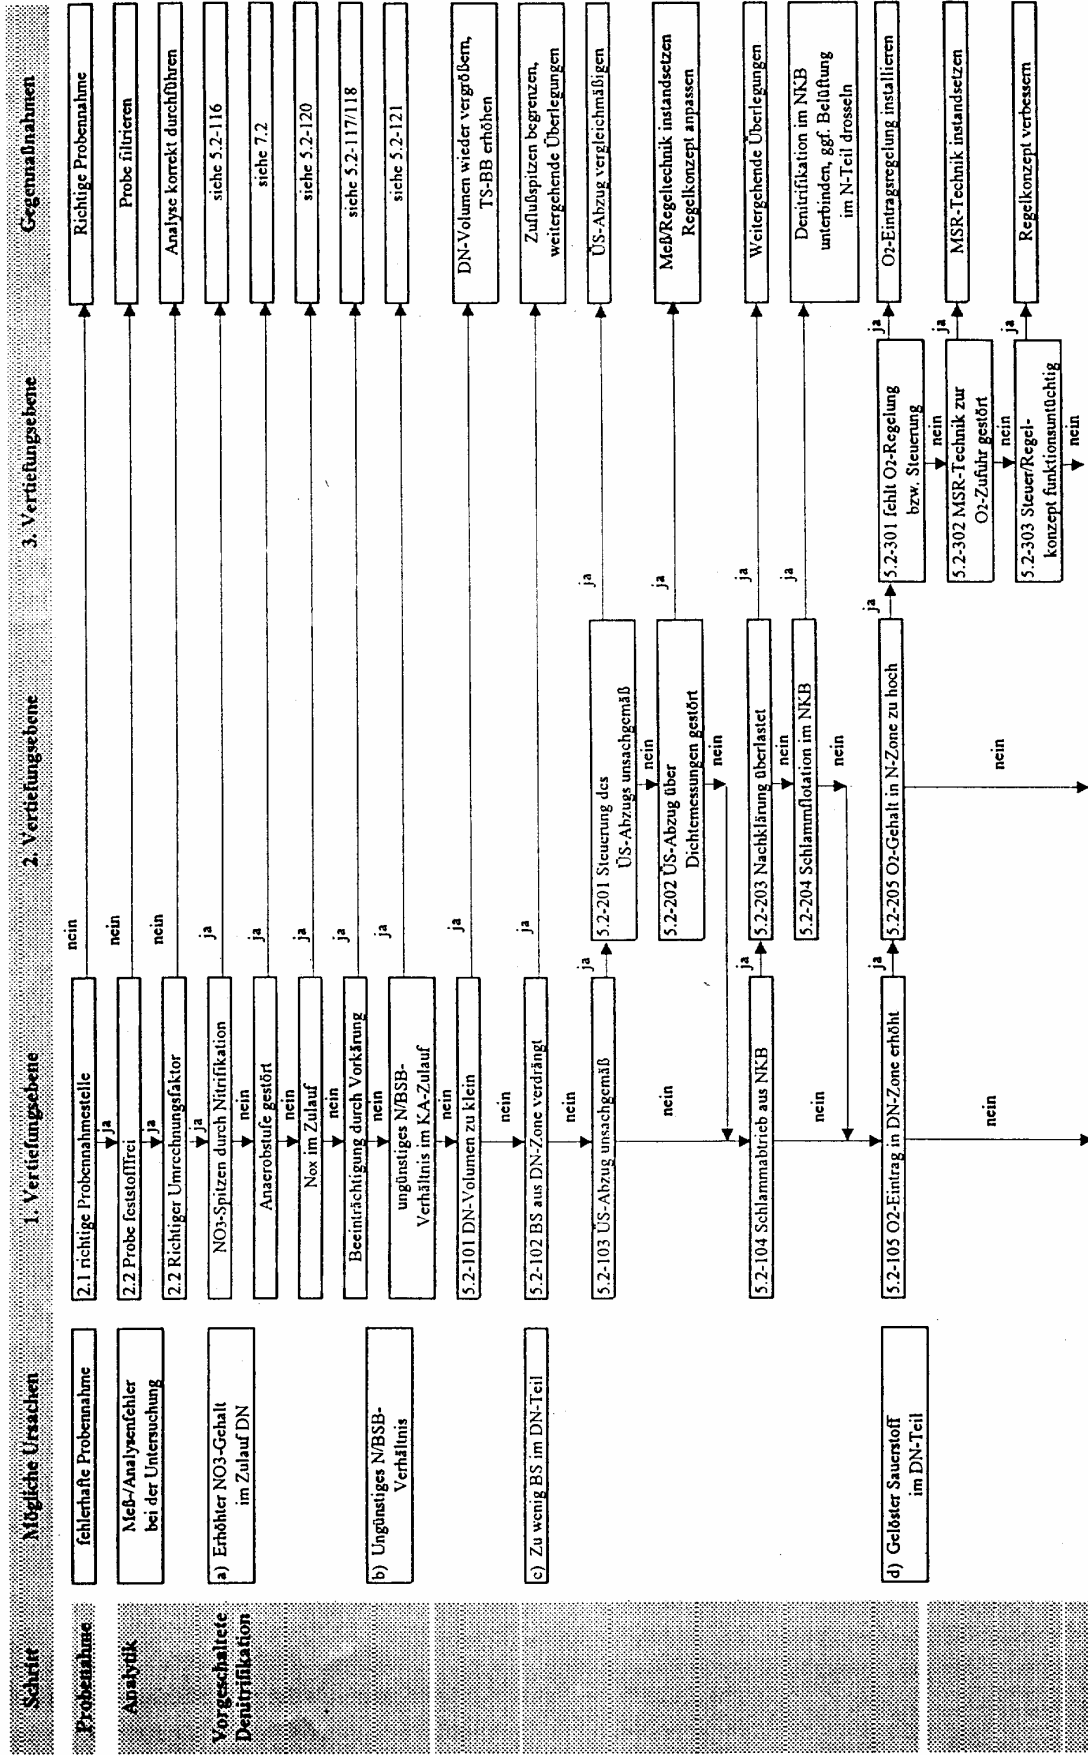 Schritt
Mögliche Ursachen
1. Vertiefungsebene
2. Vertiefungsebene
3. Vertiefungsebene
Gegenmaßnahmen
Probenahme
fehlerhafte Probennahme
2.1 richtige Probennahmestelle
nein
Richtige Probennahme
ja
Analytik
Meß-/Analysenfehler
bei der Untersuchung
2.2 Probe feststofffrei
nein
Probe filtrieren
ja
2.2 Richtiger Umrechnungsfaktor
nein
Analyse korrekt durchführen
ja
Vorgeschaltete
Denitrifikation
a) Erhöhter NO3-Gehalt
im Zulauf DN
NO3-Spitzen durch Nitrifikation
ja
siehe 5.2-116
nein
Anaerobstufe gestört
ja
siehe 7.2
nein
Nox im Zulauf
ja
siehe 5.2-120
nein
b) Ungünstiges N/BSB-
Verhältnis
Beeinträchtigung durch Vorkärung
ja
siehe 5.2-117/118
nein
ungünstiges N/BSB-
Verhältnis im KA-Zulauf
ja
siehe 5.2-121
nein
5.2-101 DN-Volumen zu klein
ja
DN-Volumen wieder vergrößern,
TS-BB erhöhen
nein
c) Zu wenig BS im DN-Teil
5.2-102 BS aus DN-Zone verdrängt
ja
Zuflußspitzen begrenzen,
weitergehende Überlegungen
nein
5.2-103 ÜS-Abzug unsachgemäß
ja
5.2-201 Steuerung des
ÜS-Abzugs unsachgemäß
ja
ÜS-Abzug vergleichmäßigen
nein
5.2-202 ÜS-Abzug über
Dichtemessungen gestört
ja
Meß/Regeltechnik instandsetzen
Regelkonzept anpassen
nein
nein
5.2-104 Schlammabtrieb aus NKB
ja
5.2-203 Nachklärung überlastet
ja
Weitergehende Überlegungen
nein
5.2-204 Schlammflotation im NKB
ja
Denitrifikation im NKB
unterbinden, ggf. Belüftung
im N-Teil drosseln
nein
nein
d) Gelöster Sauerstoff
im DN-Teil
5.2-105 O2-Eintrag in DN-Zone erhöht
ja
5.2-205 O2-Gehalt in N-Zone zu hoch
ja
5.2-301 fehlt O2-Regelung
bzw. Steuerung
ja
O2-Eintragsregelung installieren
nein
5.2-302 MSR-Technik zur
O2-Zufuhr gestört
ja
MSR-Technik instandsetzen
nein
5.2-303 Steuer/Regel-
konzept funktionsuntüchtig
ja
Regelkonzept verbessern
nein
nein
nein